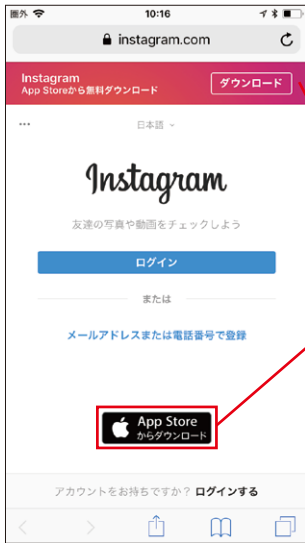 圏外 10:16
instagram.com
Instagram
App Storeから無料ダウンロード
ダウンロード
日本語
Instagram
友達の写真や動画をチェックしよう
ログイン
または
メールアドレスまたは電話番号で登録
App Store
からダウンロード
アカウントをお持ちですか？ ログインする